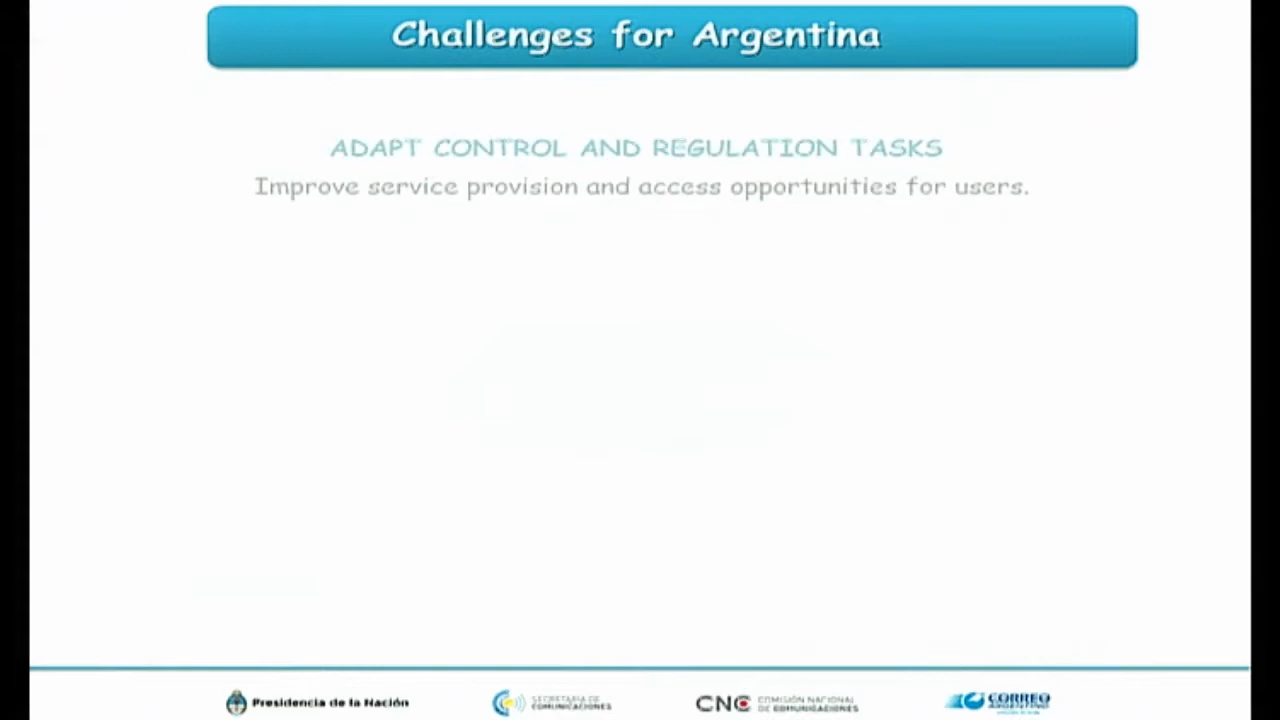 Challenges for Argentina
ADAPT CONTROL AND REGULATION TASKS
Improve service provision and access opportunities for users.
Presidencia de la Nación
SECRETARÍA DE
COMUNICACIONES
CNC
COMISIÓN NACIONAL
DE COMUNICACIONES
CORREO
ARGENTINO